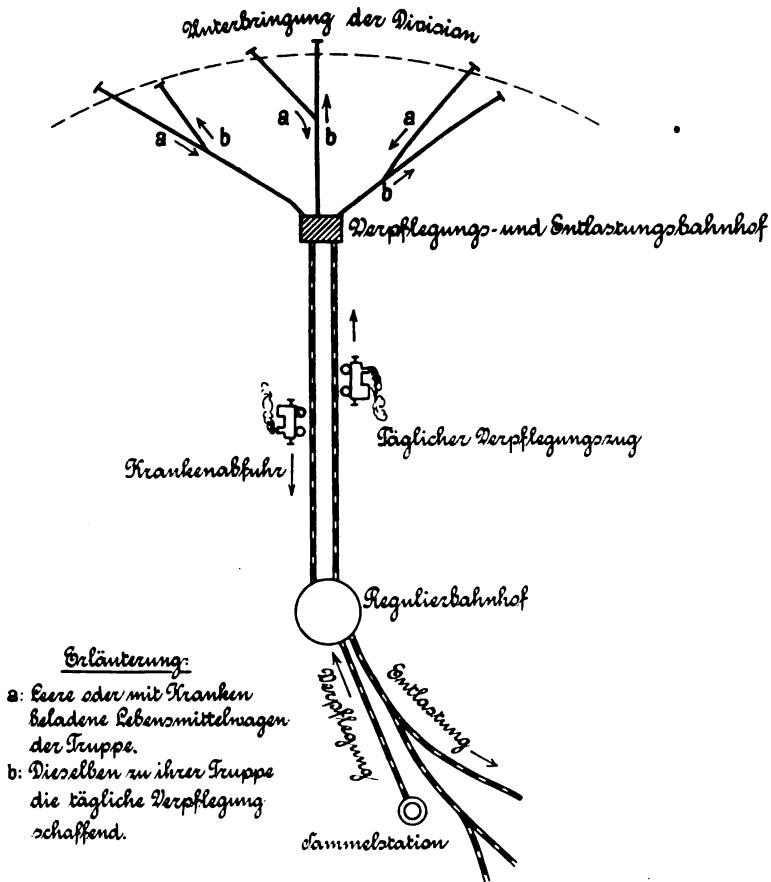 Unterbringung der Division
a
b
a
b
a
b
Verpflegungs- und Entlastungsbahnhof
Täglicher Verpflegungszug
Krankenabfuhr
Regulierbahnhof
Verpflegung
Entlastung
Sammelstation
Erläuterung:
a: Leere oder mit Kranken
beladene Lebensmittelwagen
der Truppe.
b: Dieselben zu ihrer Truppe
die tägliche Verpflegung
schaffend.